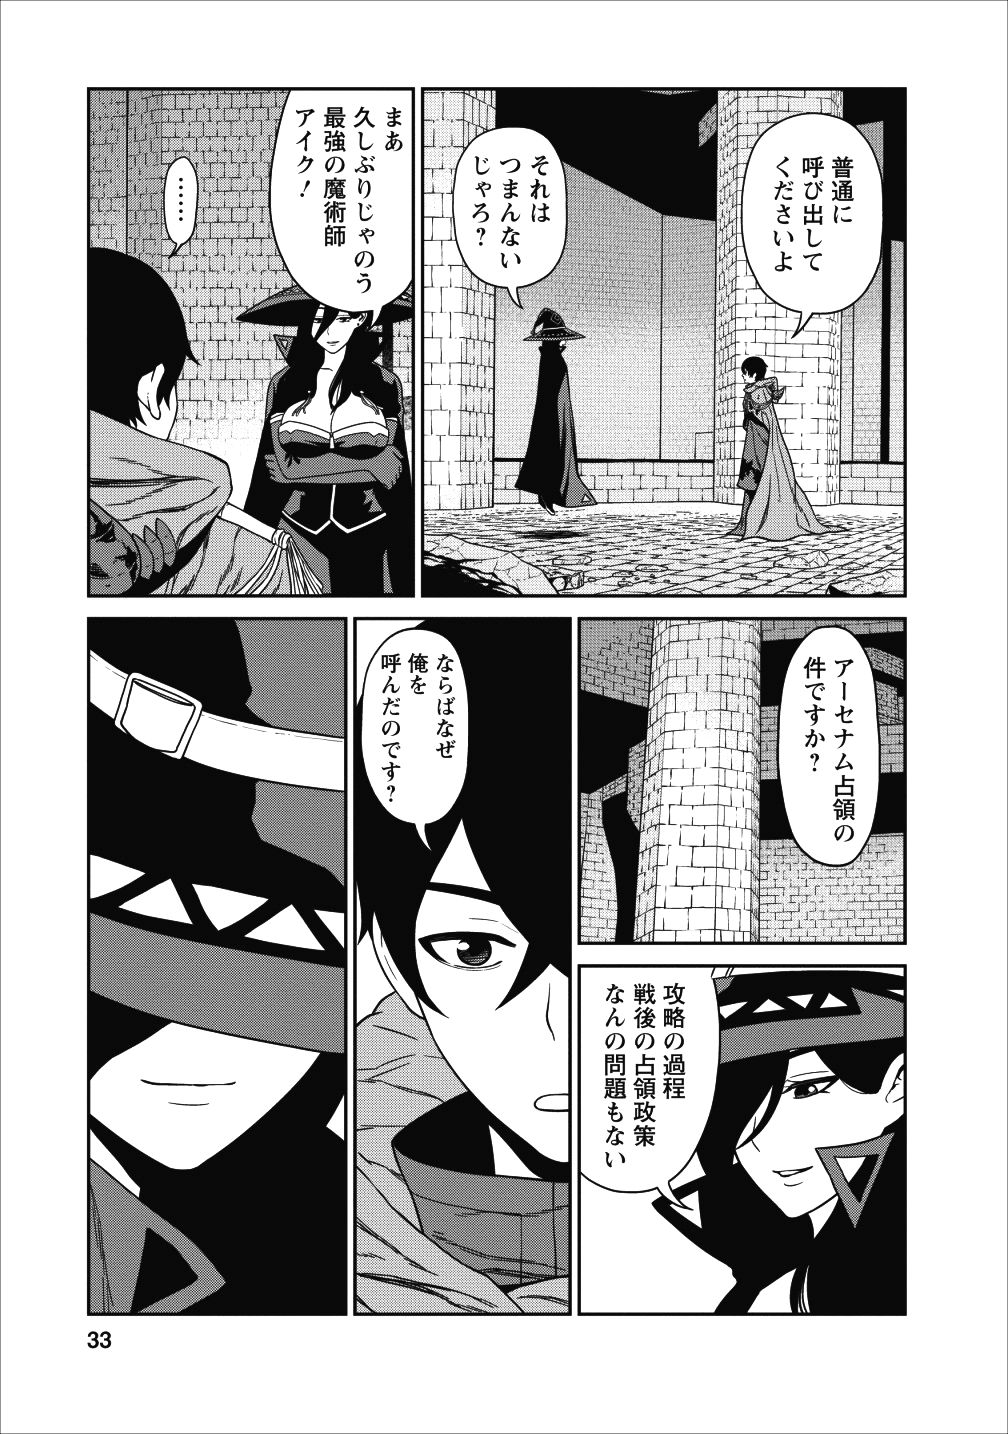 普通に
呼び出して
くださいよ
それは
つまんない
じゃろ?
まあ
久しぶりじゃのう
最強の魔術師
アイク!
……
アーセナム占領の
件ですか?
攻略の過程
戦後の占領政策
なんの問題もない
ならばなぜ
俺を
呼んだのです?
33